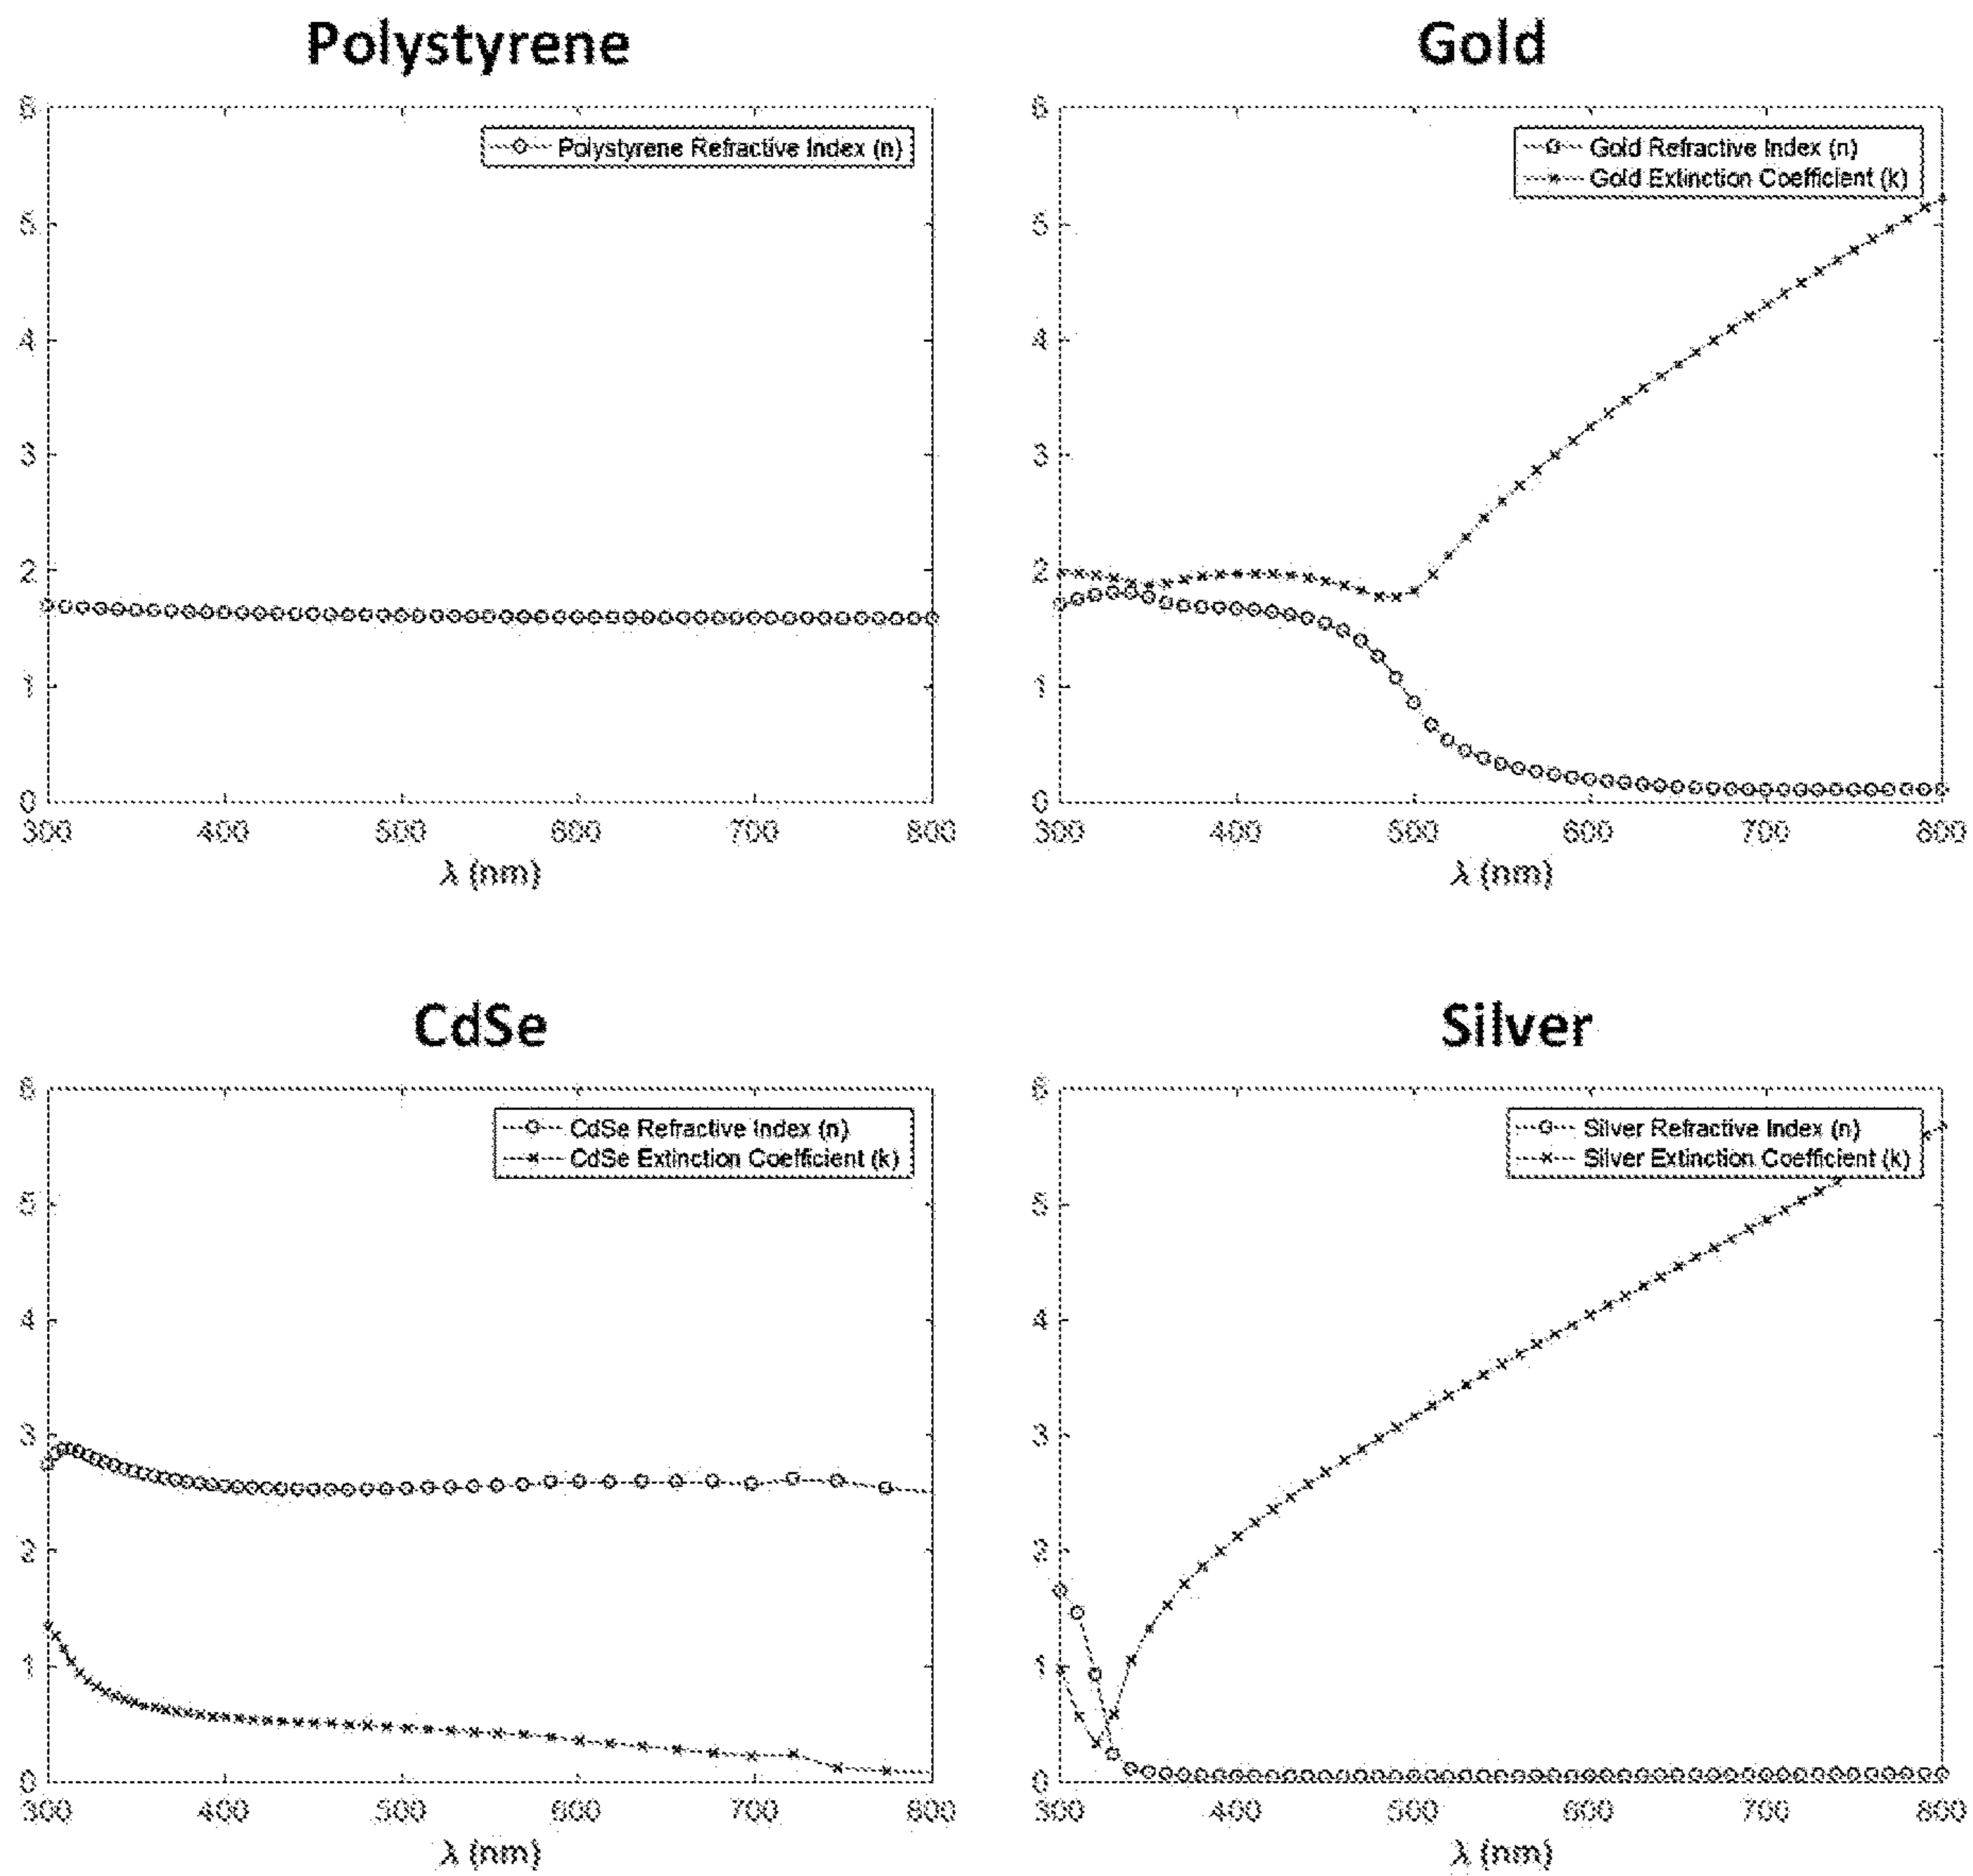 Polystyrene
6
5
4
3
2
1
0
300 400 500 600 700 800
λ (nm)
Polystyrene Refractive Index (n)
Gold
6
5
4
3
2
1
0
300 400 500 600 700 800
λ (nm)
Gold Refractive Index (n)
Gold Extinction Coefficient (k)
CdSe
6
5
4
3
2
1
0
300 400 500 600 700 800
λ (nm)
CdSe Refractive Index (n)
CdSe Extinction Coefficient (k)
Silver
6
5
4
3
2
1
0
300 400 500 600 700 800
λ (nm)
Silver Refractive Index (n)
Silver Extinction Coefficient (k)